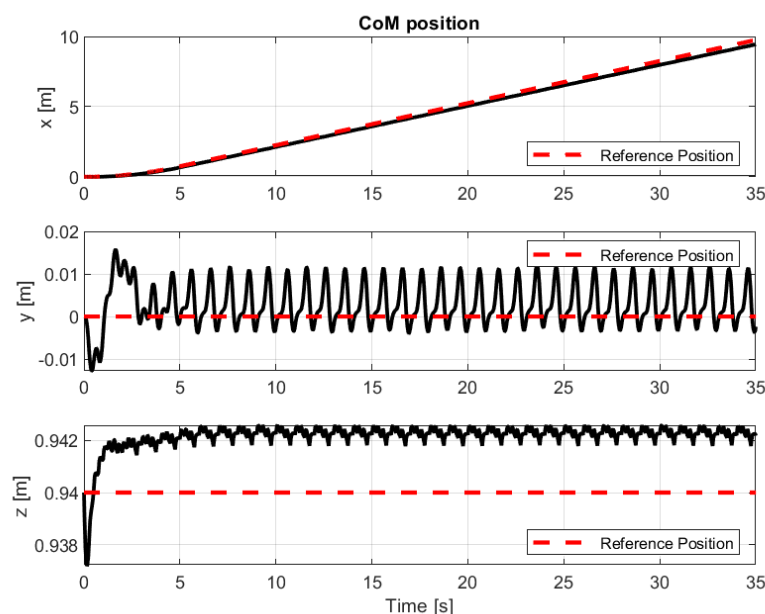 CoM position
10
5
0
x [m]
Reference Position
0 5 10 15 20 25 30 35
0.02
0.01
0
-0.01
y [m]
Reference Position
0 5 10 15 20 25 30 35
0.942
0.94
0.938
z [m]
Reference Position
0 5 10 15 20 25 30 35
Time [s]